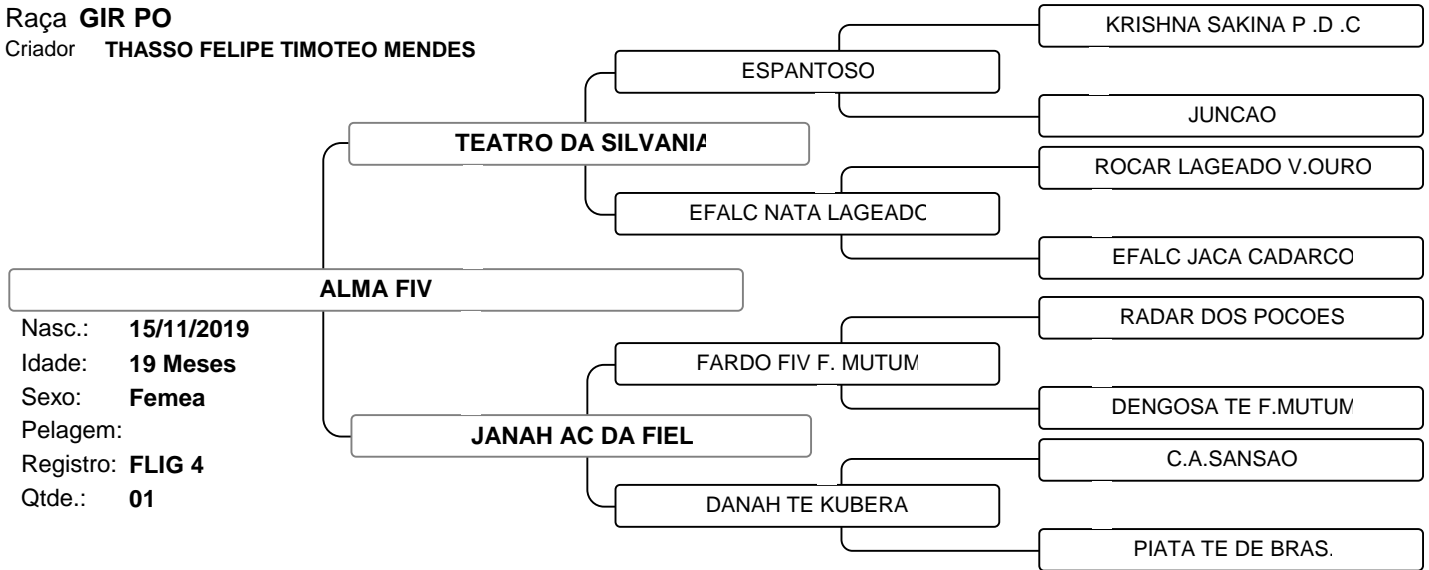 Raça GIR PO
Criador THASSO FELIPE TIMOTEO MENDES
KRISHNA SAKINA P .D .C
ESPANTOSO
JUNCAO
TEATRO DA SILVANIA
ROCAR LAGEADO V.OURO
EFALC NATA LAGEADO
EFALC JACA CADARCO
ALMA FIV
Nasc.: 15/11/2019
Idade: 19 Meses
Sexo: Femea
Pelagem:
Registro: FLIG 4
Qtde.: 01
RADAR DOS POCOES
FARDO FIV F. MUTUM
DENGOSA TE F.MUTUM
JANAH AC DA FIEL
C.A.SANSAO
DANAH TE KUBERA
PIATA TE DE BRAS.